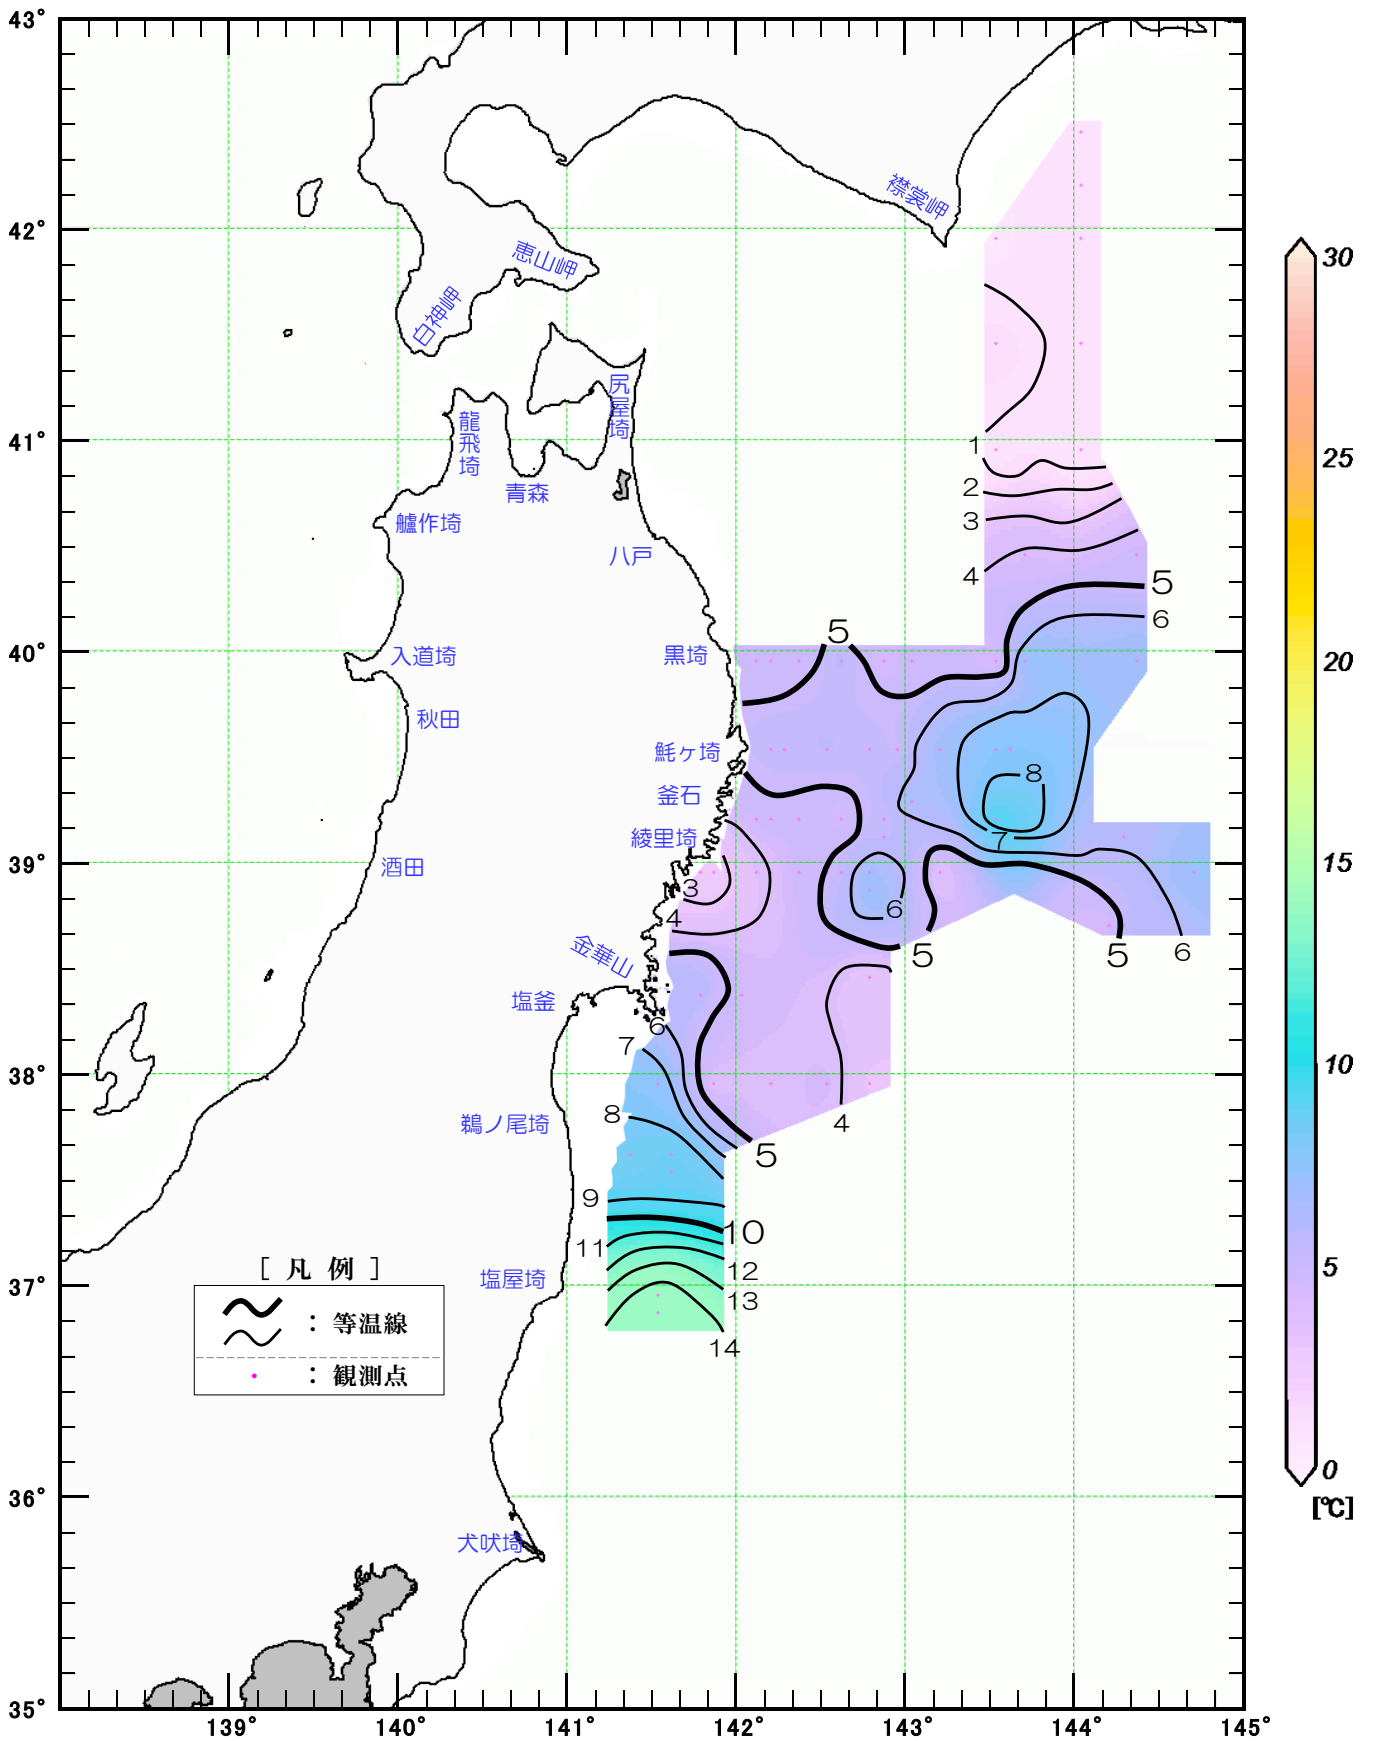 43°
42°
41°
40°
39°
38°
37°
36°
35°
139°
140°
141°
142°
143°
144°
145°
襟裳岬
恵山岬
白神岬
尻屋埼
龍飛埼
青森
艫作埼
八戸
入道埼
黒埼
秋田
魹ヶ埼
釜石
綾里埼
酒田
金華山
塩釜
鵜ノ尾埼
塩屋埼
犬吠埼
1
2
3
4
5
6
5
8
7
3
4
6
5
5
6
6
7
8
4
5
9
10
11
12
13
14
[ 凡 例 ]
: 等温線
: 観測点
30
25
20
15
10
5
0
[℃]